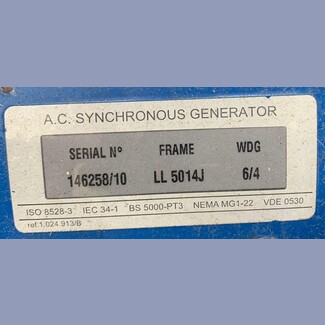 A.C. SYNCHRONOUS GENERATOR
SERIAL Nº FRAME WDG
146258/10 LL 5014J 6/4
ISO 8528-3 IEC 34-1 BS 5000-PT3 NEMA MG1-22 VDE 0530
ref:1.024 913/B